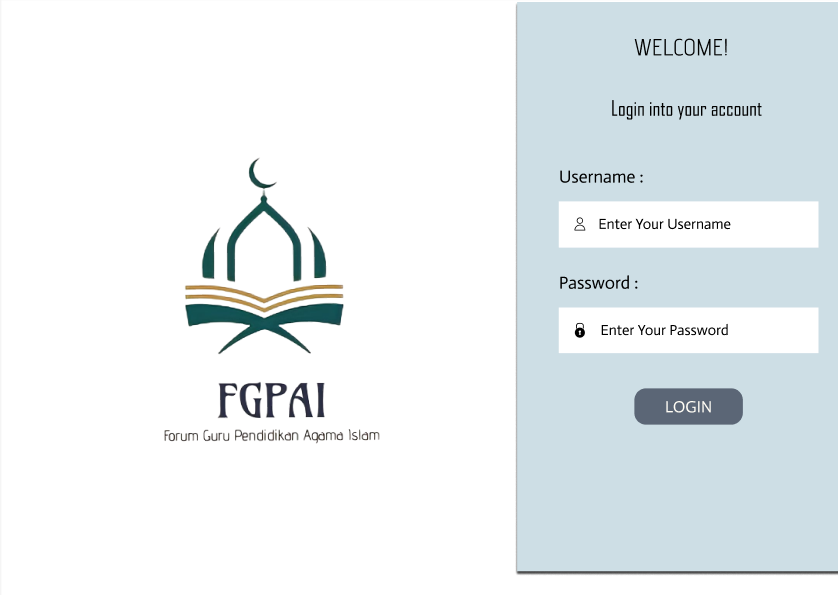 WELCOME!
Login into your account
Username :
Enter Your Username
Password :
Enter Your Password
LOGIN
FGPAI
Forum Guru Pendidikan Agama Islam